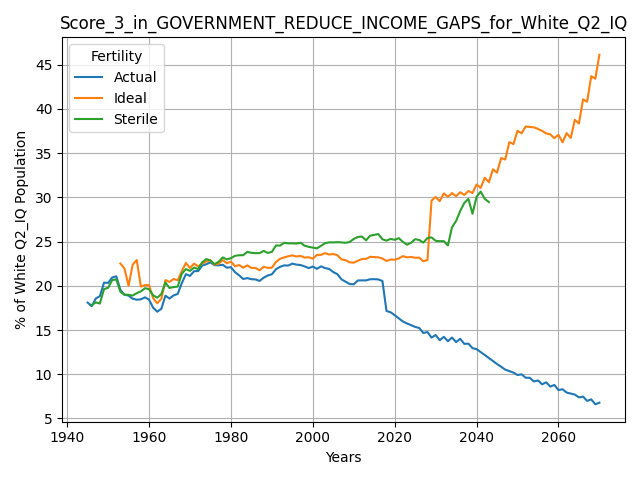 Score_3_in_GOVERNMENT_REDUCE_INCOME_GAPS_for_White_Q2_IQ
Fertility
Actual
Ideal
Sterile
% of White Q2_IQ Population
45
40
35
30
25
20
15
10
5
1940
1960
1980
2000
2020
2040
2060
Years